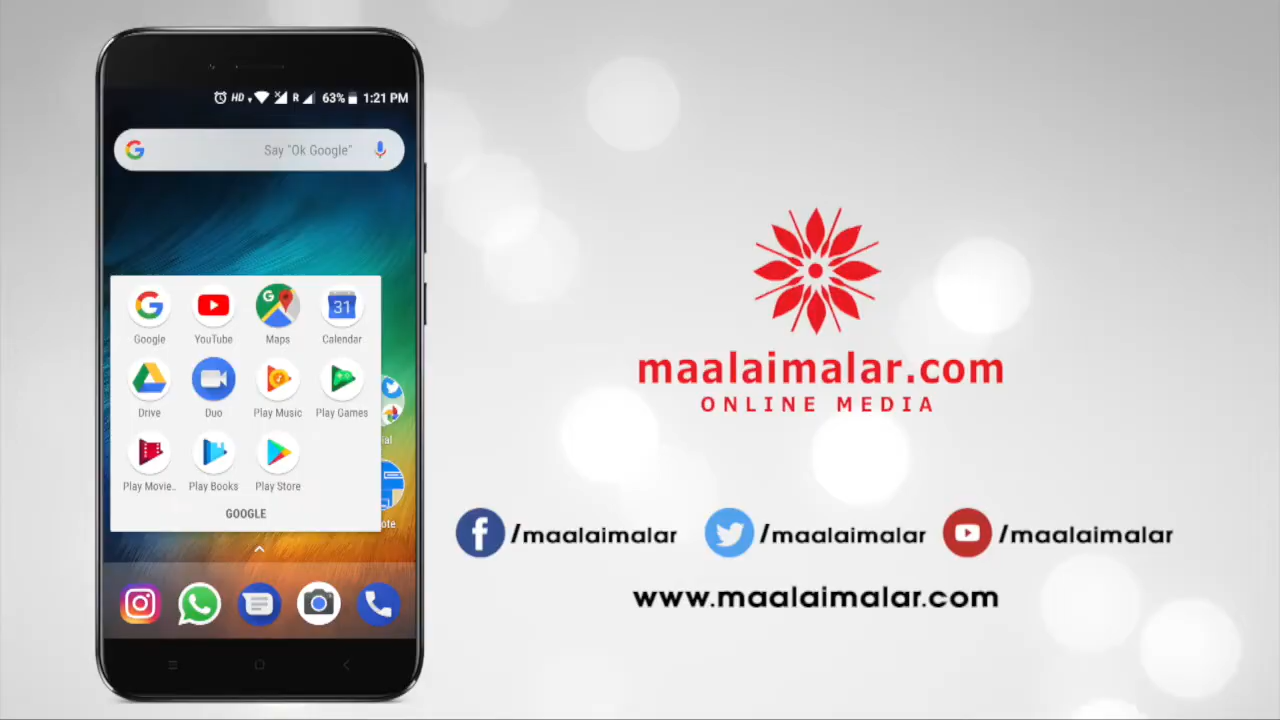 HD R 63% 1:21 PM
Say "Ok Google"
Google YouTube Maps Calendar
31
Drive Duo Play Music Play Games
Play Movie.. Play Books Play Store
GOOGLE
maalaimalar.com
ONLINE MEDIA
/maalaimalar /maalaimalar /maalaimalar
www.maalaimalar.com